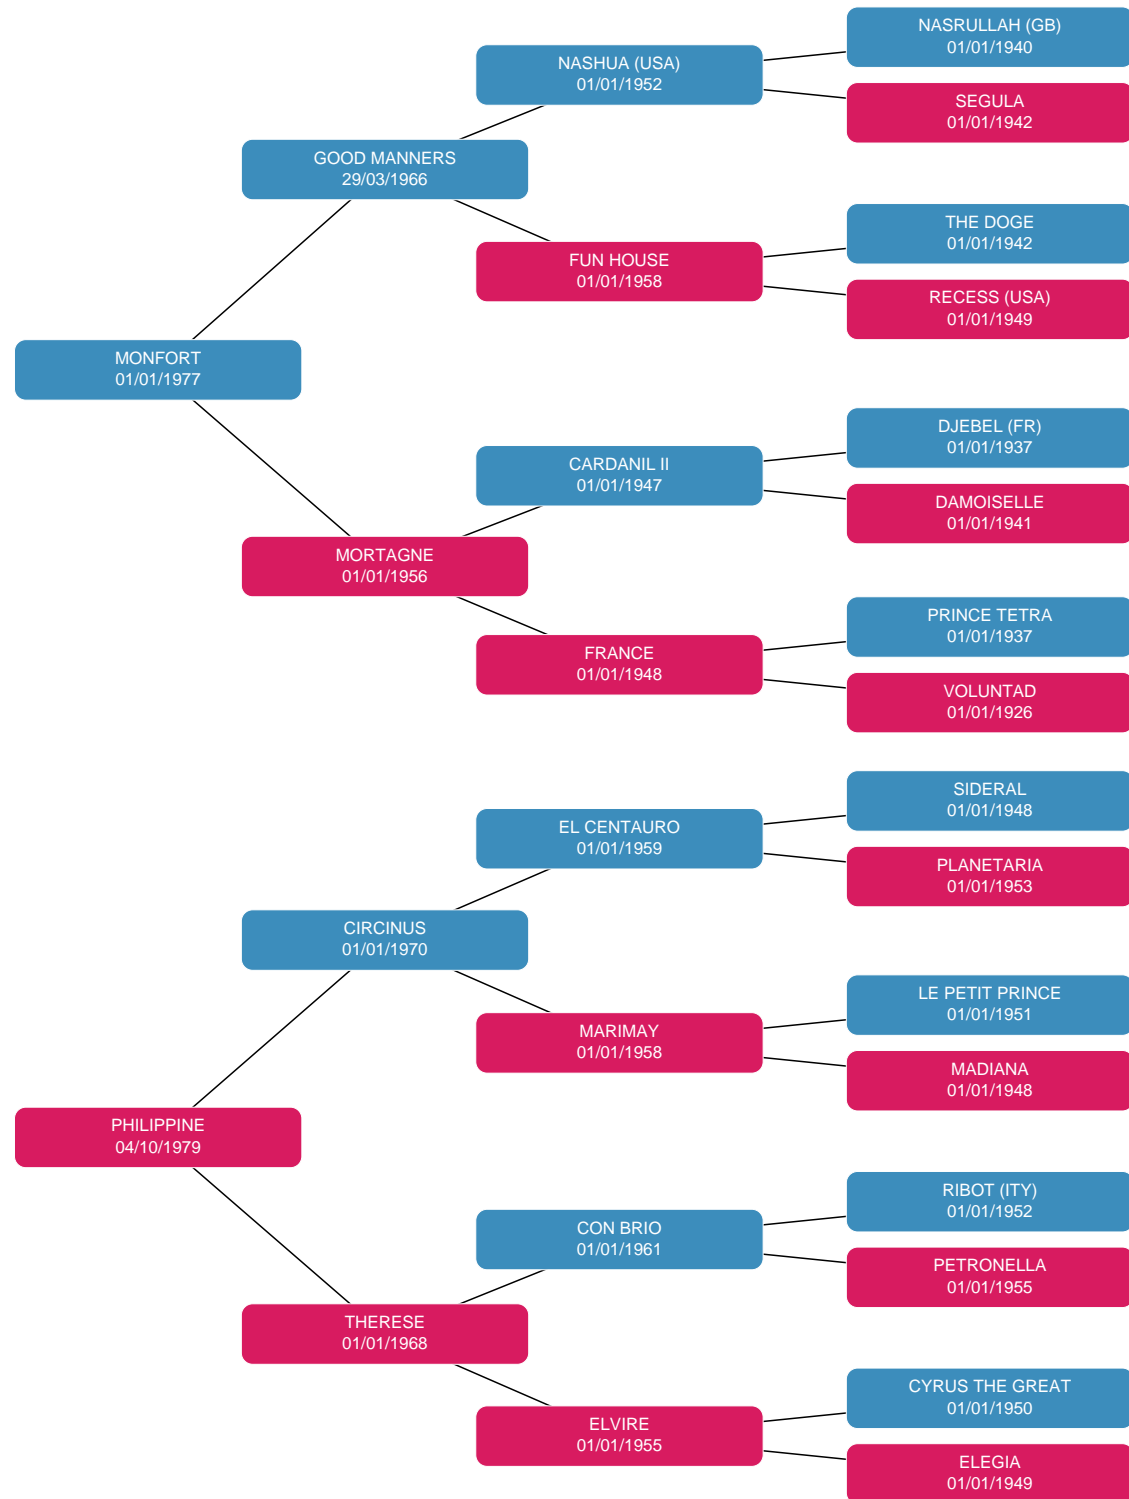 NASRULLAH (GB)
01/01/1940
NASHUA (USA)
01/01/1952
SEGULA
01/01/1942
GOOD MANNERS
29/03/1966
THE DOGE
01/01/1942
FUN HOUSE
01/01/1958
RECESS (USA)
01/01/1949
MONFORT
01/01/1977
DJEBEL (FR)
01/01/1937
CARDANIL II
01/01/1947
DAMOISELLE
01/01/1941
MORTAGNE
01/01/1956
PRINCE TETRA
01/01/1937
FRANCE
01/01/1948
VOLUNTAD
01/01/1926
SIDERAL
01/01/1948
EL CENTAURO
01/01/1959
PLANETARIA
01/01/1953
CIRCINUS
01/01/1970
LE PETIT PRINCE
01/01/1951
MARIMAY
01/01/1958
MADIANA
01/01/1948
PHILIPPINE
04/10/1979
RIBOT (ITY)
01/01/1952
CON BRIO
01/01/1961
PETRONELLA
01/01/1955
THERESE
01/01/1968
CYRUS THE GREAT
01/01/1950
ELVIRE
01/01/1955
ELEGIA
01/01/1949